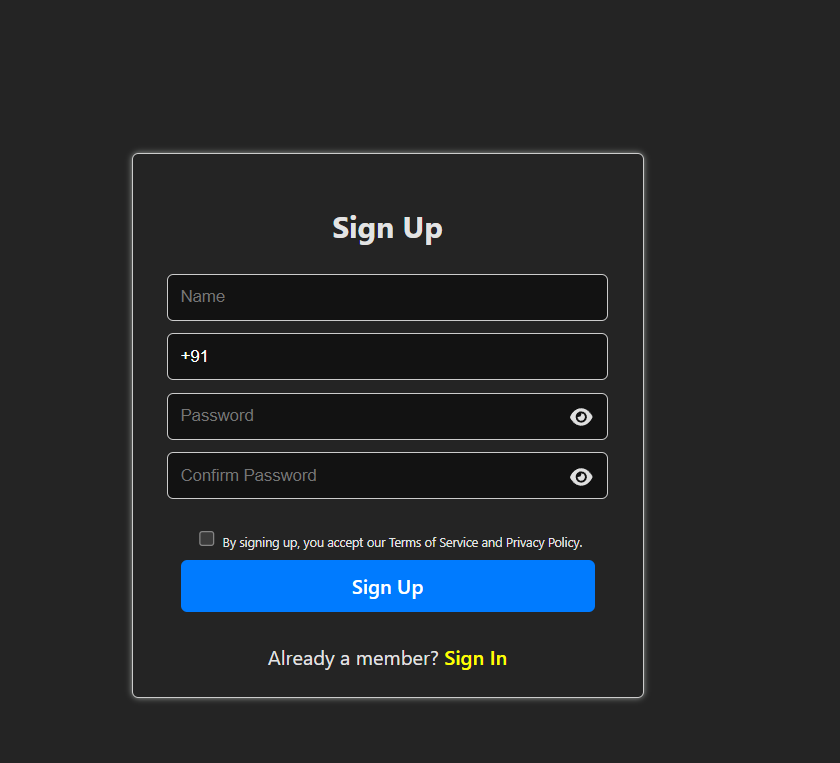 Sign Up
Name
+91
Password
Confirm Password
By signing up, you accept our Terms of Service and Privacy Policy.
Sign Up
Already a member? Sign In